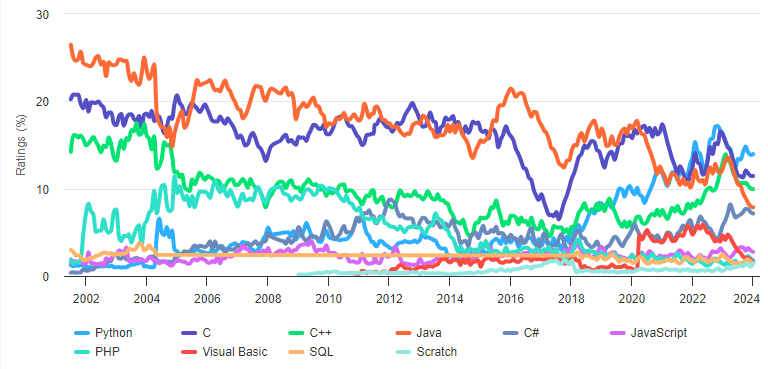 30
20
10
0
Ratings (%)
2002 2004 2006 2008 2010 2012 2014 2016 2018 2020 2022 2024
Python C C++ Java C# JavaScript
PHP Visual Basic SQL Scratch